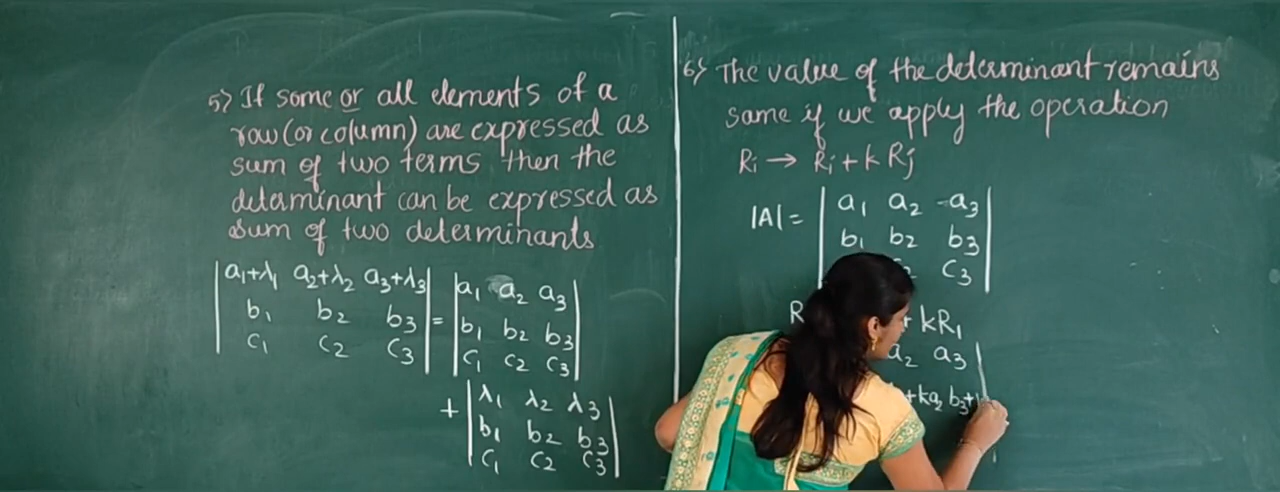 5) If some or all elements of a
row (or column) are expressed as
sum of two terms then the
determinant can be expressed as
sum of two determinants
a₁+λ₁ a₂+λ₂ a₃+λ₃ = a₁ a₂ a₃
b₁ b₂ b₃ b₁ b₂ b₃
c₁ c₂ c₃ c₁ c₂ c₃
+ λ₁ λ₂ λ₃
b₁ b₂ b₃
c₁ c₂ c₃
6) The value of the determinant remains
same if we apply the operation
Rᵢ → Rᵢ + k Rⱼ
|A| = a₁ a₂ a₃
b₁ b₂ b₃
c₃
R + kR₁
a₂ a₃
+ka₂ b₃+